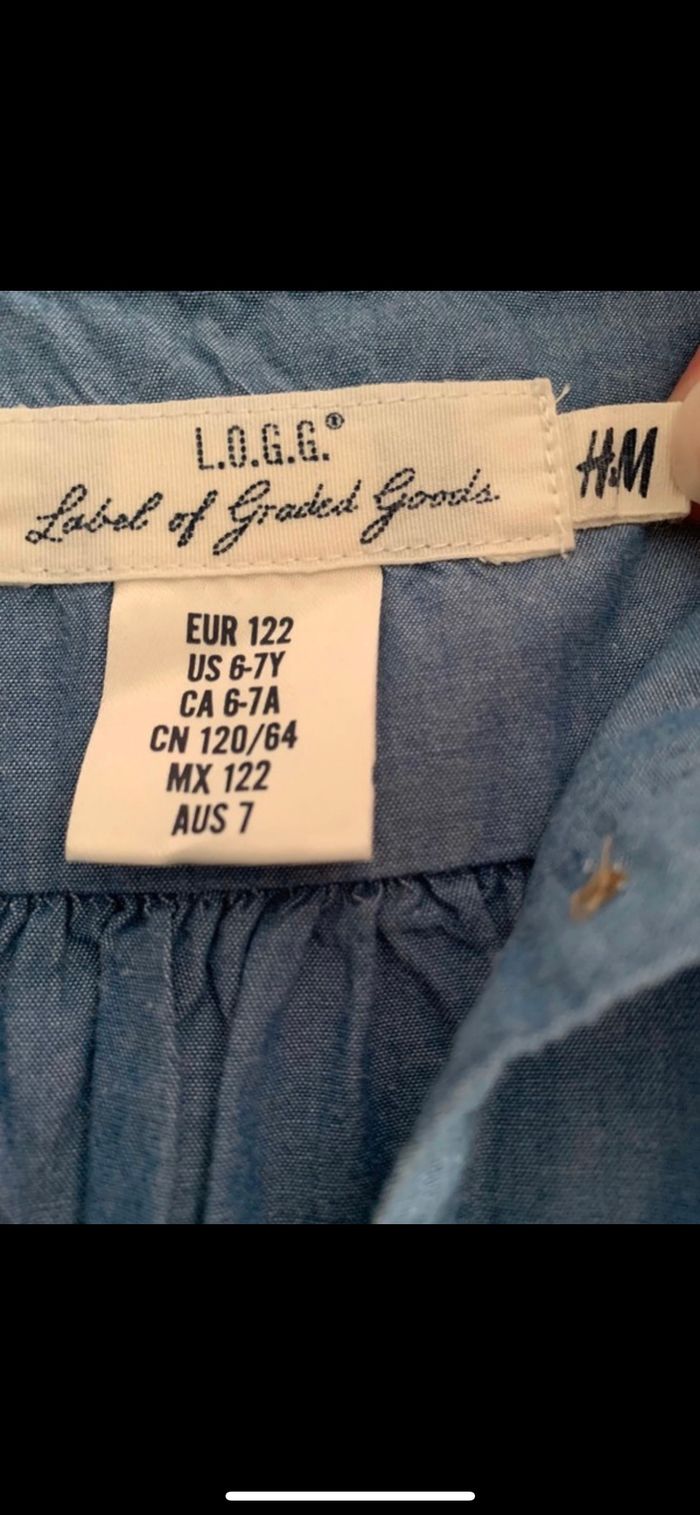 L.O.G.G.®
Label of Graded Goods
H&M
EUR 122
US 6-7Y
CA 6-7A
CN 120/64
MX 122
AUS 7